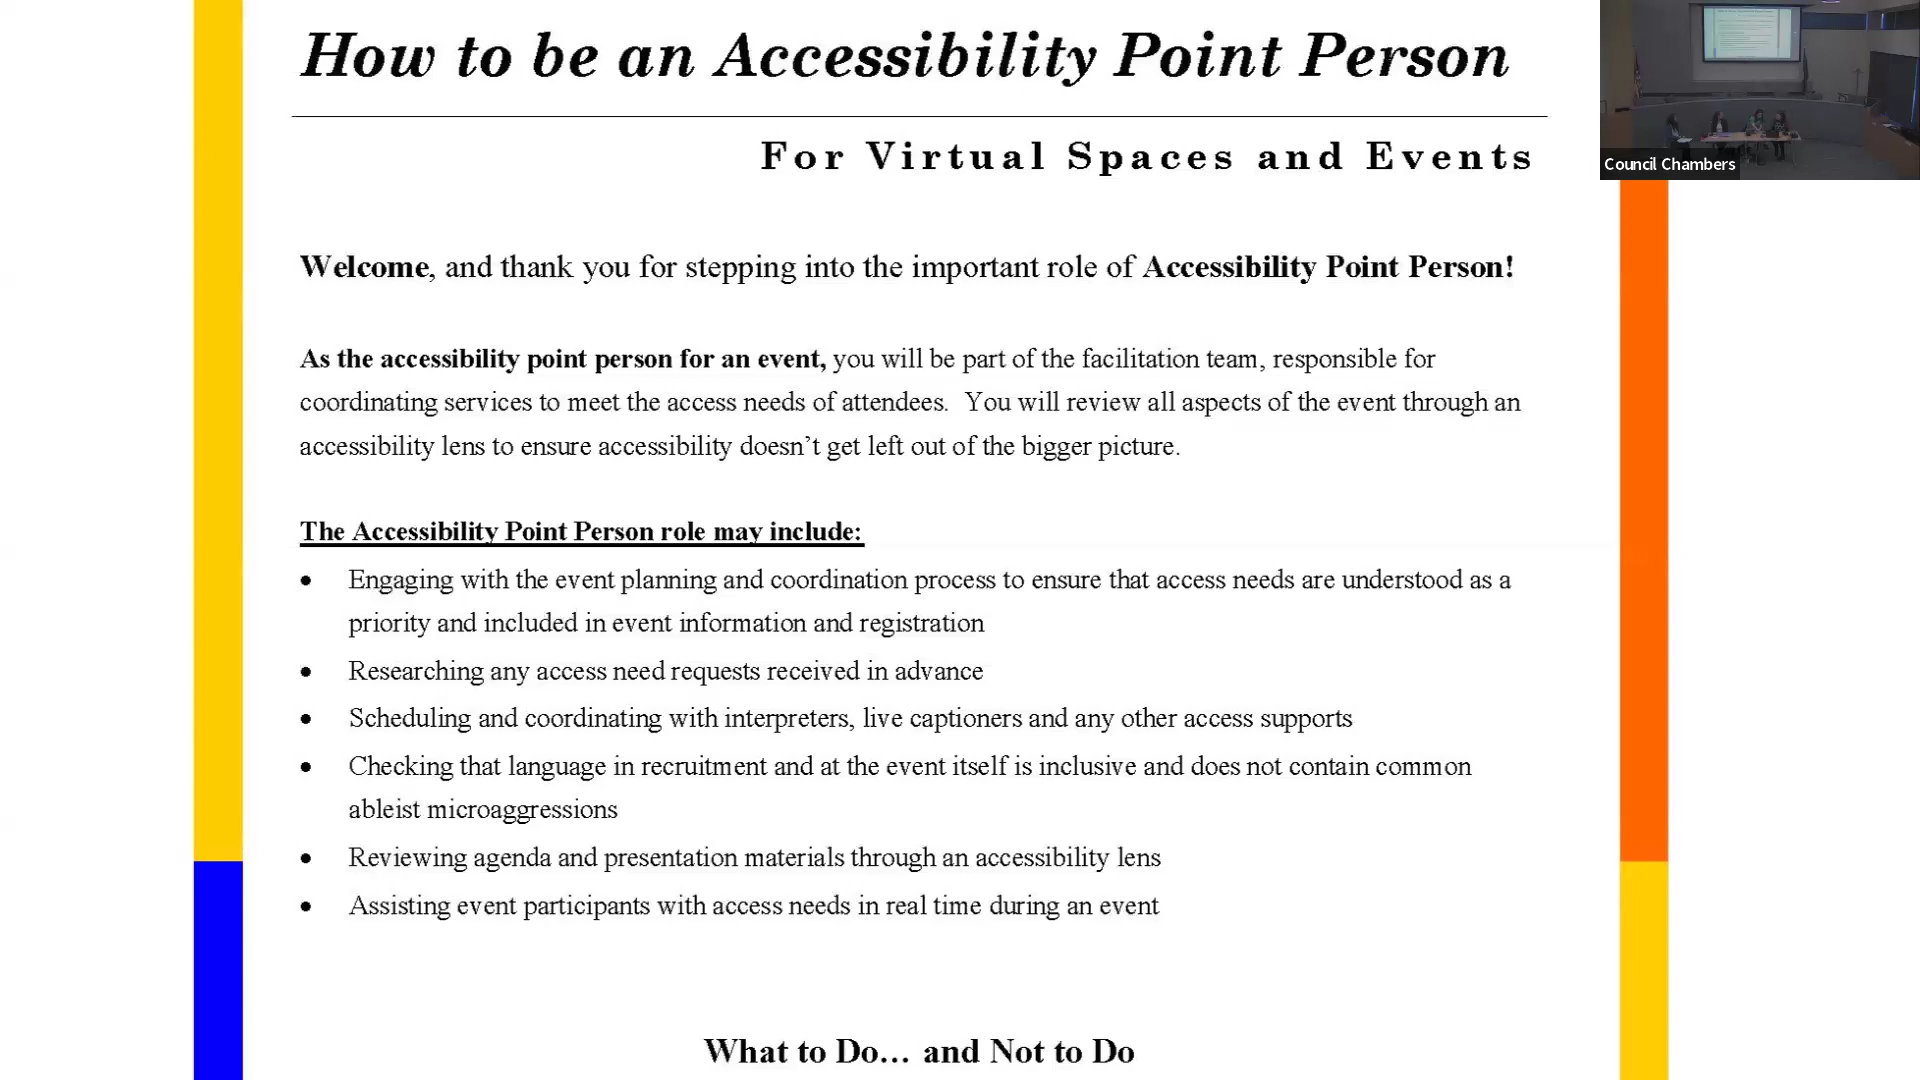 How to be an Accessibility Point Person
For Virtual Spaces and Events
Council Chambers
Welcome, and thank you for stepping into the important role of Accessibility Point Person!
As the accessibility point person for an event, you will be part of the facilitation team, responsible for
coordinating services to meet the access needs of attendees.  You will review all aspects of the event through an
accessibility lens to ensure accessibility doesn’t get left out of the bigger picture.
The Accessibility Point Person role may include:
• Engaging with the event planning and coordination process to ensure that access needs are understood as a
priority and included in event information and registration
• Researching any access need requests received in advance
• Scheduling and coordinating with interpreters, live captioners and any other access supports
• Checking that language in recruitment and at the event itself is inclusive and does not contain common
ableist microaggressions
• Reviewing agenda and presentation materials through an accessibility lens
• Assisting event participants with access needs in real time during an event
What to Do… and Not to Do